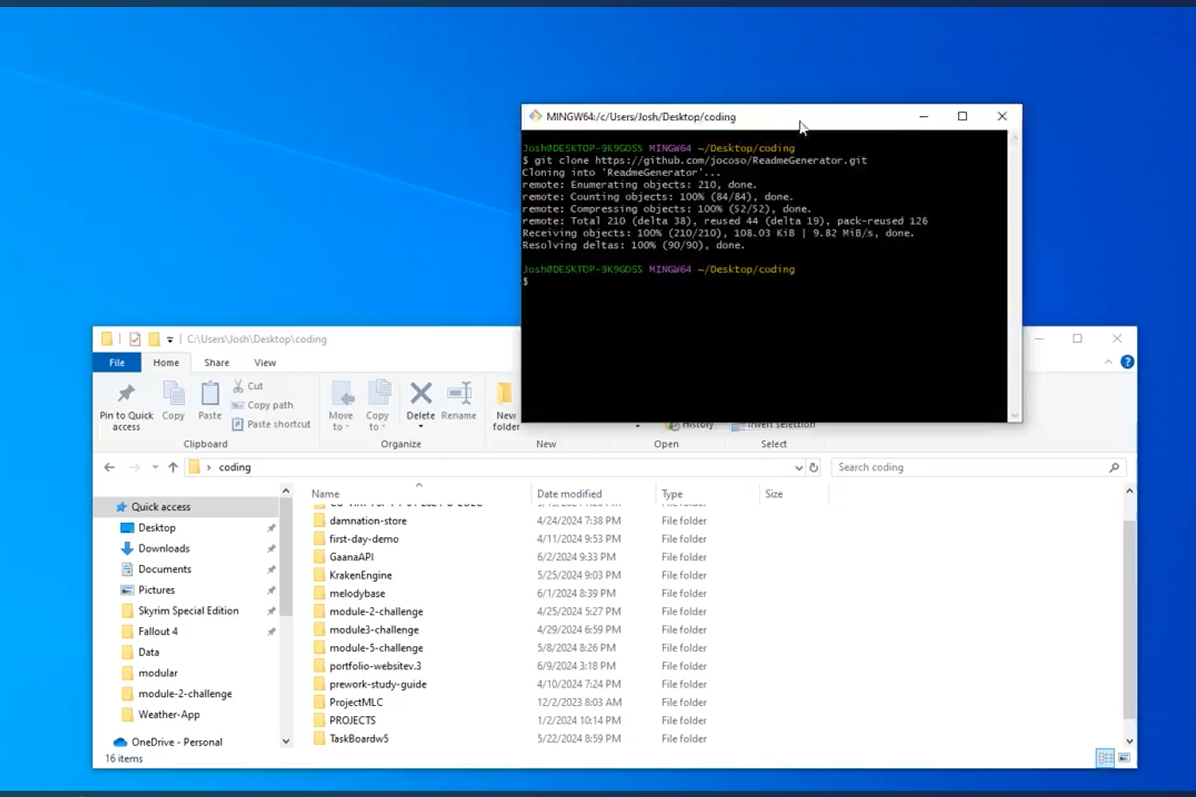 MINGW64:/c/Users/Josh/Desktop/coding
Josh@DESKTOP-9K9GOS5 MINGW64 ~/Desktop/coding
$ git clone https://github.com/jocoso/ReadmeGenerator.git
Cloning into 'ReadmeGenerator'...
remote: Enumerating objects: 210, done.
remote: Counting objects: 100% (84/84), done.
remote: Compressing objects: 100% (52/52), done.
remote: Total 210 (delta 38), reused 44 (delta 19), pack-reused 126
Receiving objects: 100% (210/210), 108.03 KiB | 9.82 MiB/s, done.
Resolving deltas: 100% (90/90), done.
Josh@DESKTOP-9K9GOS5 MINGW64 ~/Desktop/coding
$
C:\Users\Josh\Desktop\coding
File Home Share View
Pin to Quick access
Copy
Paste
Cut
Copy path
Paste shortcut
Move to
Copy to
Delete
Rename
New folder
History
Invert selection
Clipboard Organize New Open Select
coding
Search coding
Name Date modified Type Size
Quick access
Desktop
Downloads
Documents
Pictures
Skyrim Special Edition
Fallout 4
Data
modular
module-2-challenge
Weather-App
OneDrive - Personal
damnation-store 4/24/2024 7:38 PM File folder
first-day-demo 4/11/2024 9:53 PM File folder
GaanaAPI 6/2/2024 9:33 PM File folder
KrakenEngine 5/25/2024 9:03 PM File folder
melodybase 6/1/2024 8:39 PM File folder
module-2-challenge 4/25/2024 5:27 PM File folder
module3-challenge 4/29/2024 6:59 PM File folder
module-5-challenge 5/8/2024 8:26 PM File folder
portfolio-websitev.3 6/9/2024 3:18 PM File folder
prework-study-guide 4/10/2024 7:24 PM File folder
ProjectMLC 12/2/2023 8:03 AM File folder
PROJECTS 1/2/2024 10:14 PM File folder
TaskBoardw5 5/22/2024 8:59 PM File folder
16 items